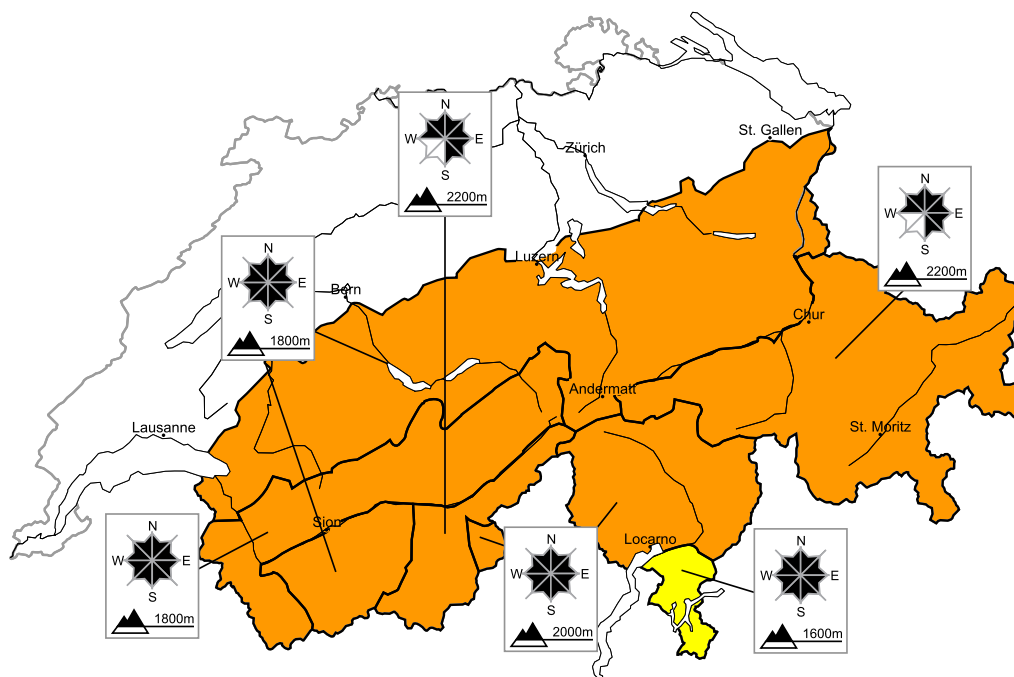 N
W E
S
2200m
St. Gallen
Zürich
N
W E
S
2200m
N
W E
S
1800m
Luzern
Bern
Chur
Andermatt
Lausanne
St. Moritz
Sion
N
W E
S
1800m
Locarno
N
W E
S
2000m
N
W E
S
1600m